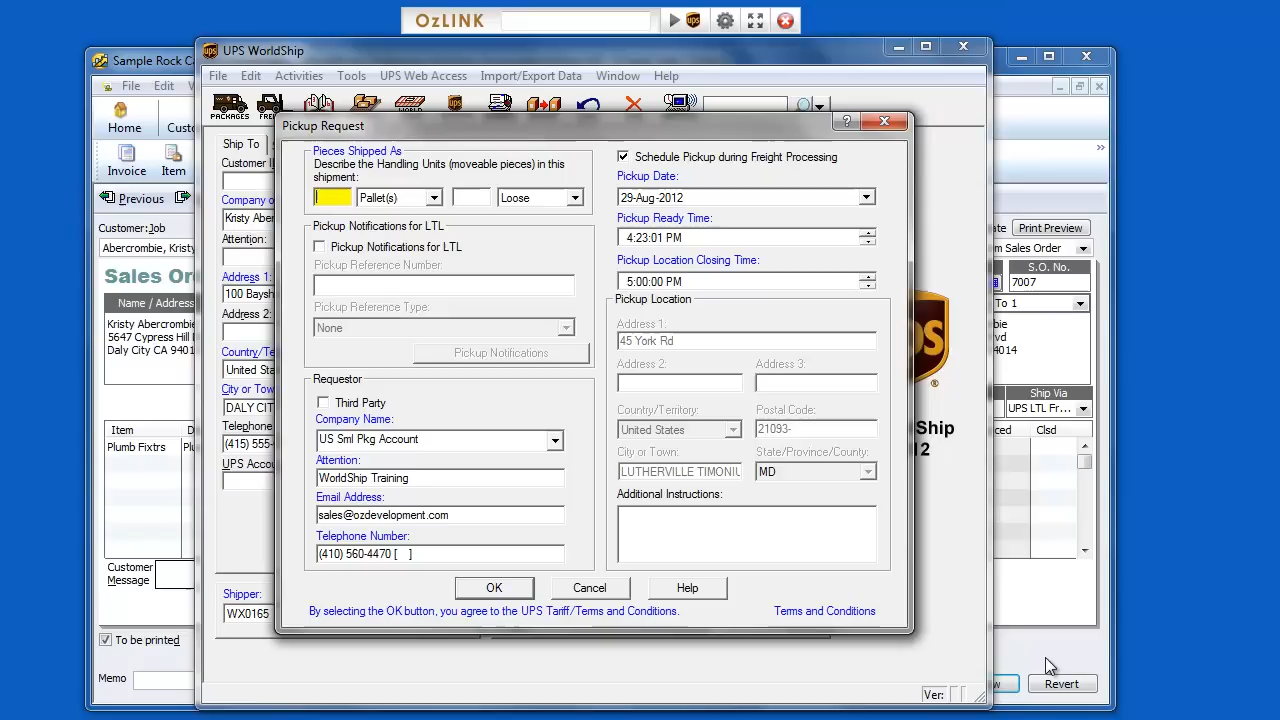 OzLINK
Sample Rock Ca
File Edit
Home Custo
Invoice Item
Previous
Customer:Job
Abercrombie, Kristy
Sales Or
Name / Address
Kristy Abercrombie
5647 Cypress Hill
Daly City CA 9401
Item D
Plumb Fixtrs Pl
Customer
Message
To be printed
Memo
UPS WorldShip
File Edit Activities Tools UPS Web Access Import/Export Data Window Help
PACKAGES
Ship To
Customer I
Company o
Kristy Aber
Attention:
Address 1:
100 Baysh
Address 2:
Country/Te
United Sta
City or Tow
DALY CIT
Telepho
(415) 555-
UPS Accou
Shipper:
WX0165
Ver:
Pickup Request
Pieces Shipped As
Describe the Handling Units (moveable pieces) in this
shipment:
Pallet(s) Loose
Pickup Notifications for LTL
Pickup Notifications for LTL
Pickup Reference Number:
Pickup Reference Type:
None
Pickup Notifications
Requestor
Third Party
Company Name:
US Sml Pkg Account
Attention:
WorldShip Training
Email Address:
sales@ozdevelopment.com
Telephone Number:
(410) 560-4470 [ ]
Schedule Pickup during Freight Processing
Pickup Date:
29-Aug-2012
Pickup Ready Time:
4:23:01 PM
Pickup Location Closing Time:
5:00:00 PM
Pickup Location
Address 1:
45 York Rd
Address 2: Address 3:
Country/Territory: Postal Code:
United States 21093-
City or Town: State/Province/County:
LUTHERVILLE TIMONIU MD
Additional Instructions:
OK Cancel Help
By selecting the OK button, you agree to the UPS Tariff/Terms and Conditions. Terms and Conditions
ups
Ship
12
ate Print Preview
m Sales Order
S.O. No.
7007
To 1
bie
vd
4014
Ship Via
UPS LTL Fr...
ced Clsd
w Revert